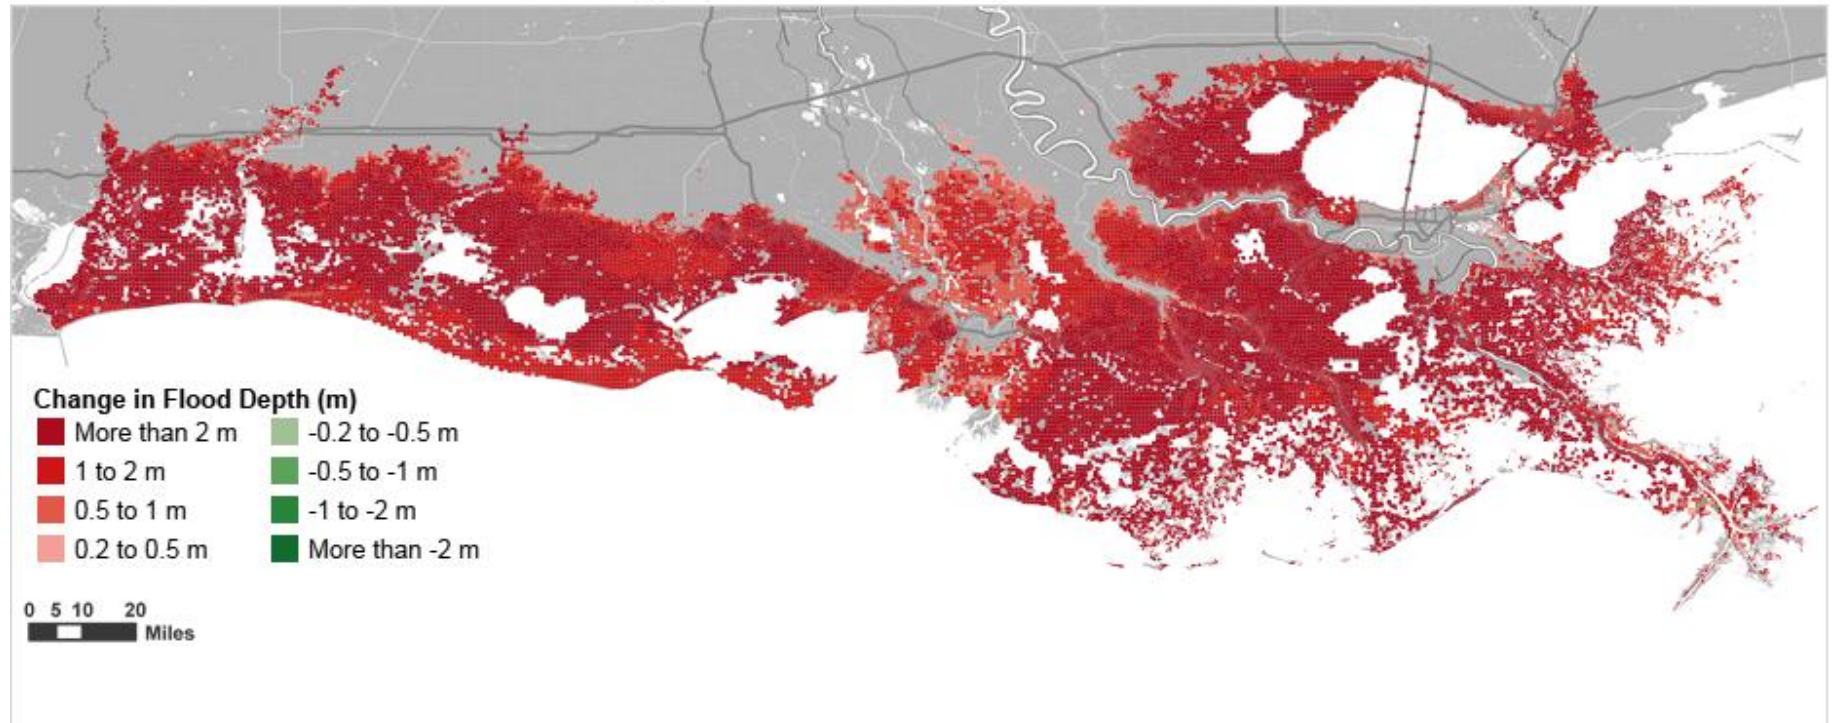 Change in Flood Depth (m)
More than 2 m
1 to 2 m
0.5 to 1 m
0.2 to 0.5 m
-0.2 to -0.5 m
-0.5 to -1 m
-1 to -2 m
More than -2 m
0 5 10 20
Miles